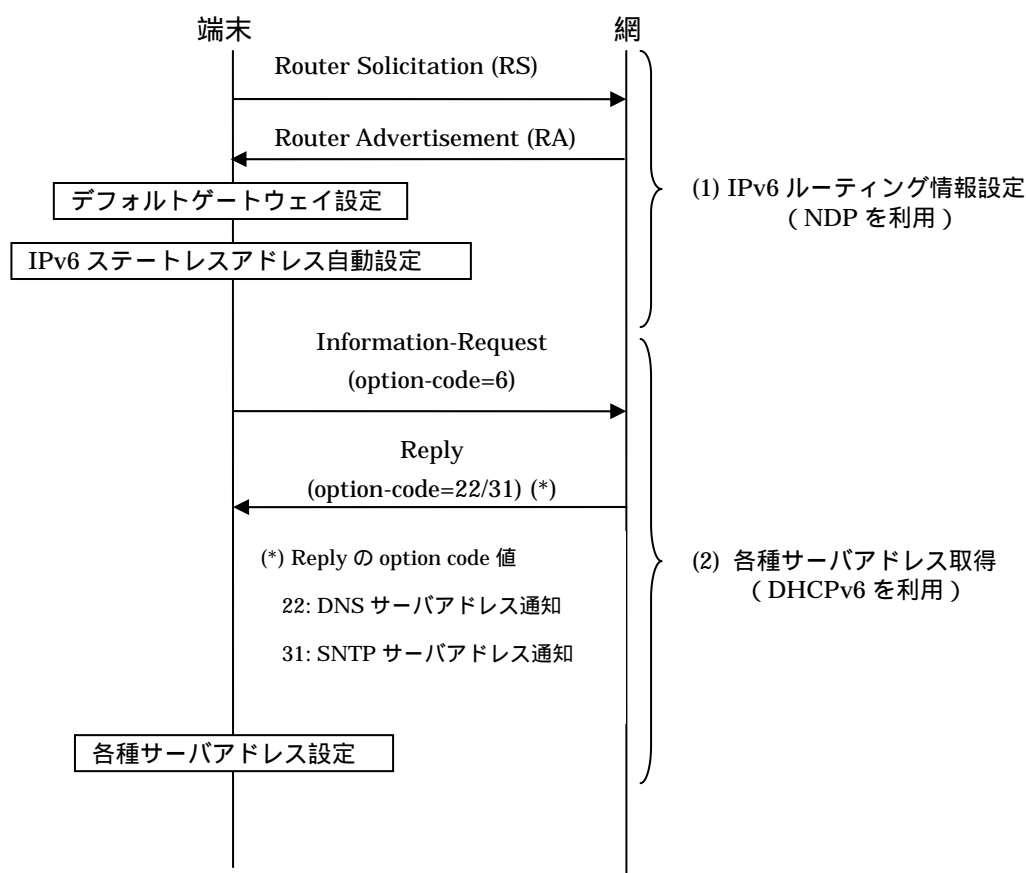 端末
網
Router Solicitation (RS)
Router Advertisement (RA)
デフォルトゲートウェイ設定
(1) IPv6 ルーティング情報設定
( NDP を利用 )
IPv6 ステートレスアドレス自動設定
Information-Request
(option-code=6)
Reply
(option-code=22/31) (*)
(*) Reply の option code 値
22: DNS サーバアドレス通知
31: SNTP サーバアドレス通知
(2) 各種サーバアドレス取得
( DHCPv6 を利用 )
各種サーバアドレス設定